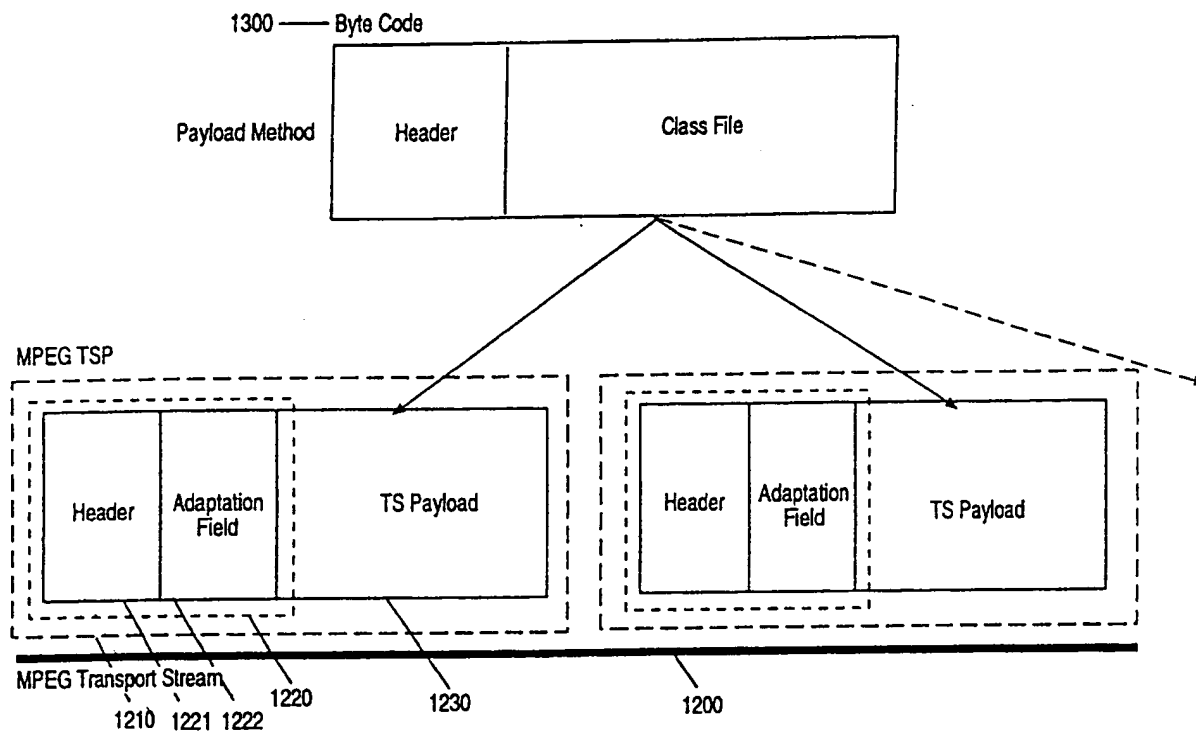 1300 Byte Code
Payload Method
Header
Class File
MPEG TSP
Header
Adaptation
Field
TS Payload
Header
Adaptation
Field
TS Payload
MPEG Transport Stream
1210
1221
1222
1220
1230
1200